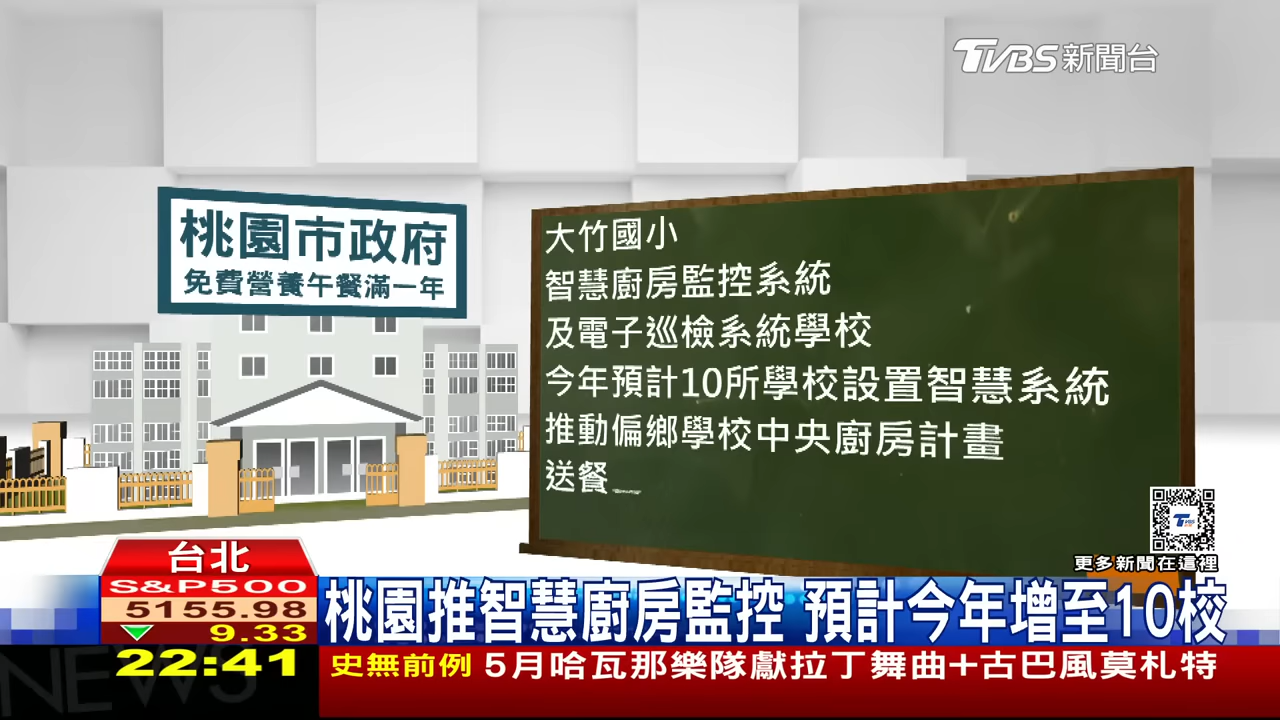 TVBS新聞台
桃園市政府
免費營養午餐滿一年
大竹國小
智慧廚房監控系統
及電子巡檢系統學校
今年預計10所學校設置智慧系統
推動偏鄉學校中央廚房計畫
送餐
TVBS
更多新聞在這裡
台北
S&P500
5155.98
9.33
桃園推智慧廚房監控 預計今年增至10校
22:41
史無前例 5月哈瓦那樂隊獻拉丁舞曲+古巴風莫札特
NEWS